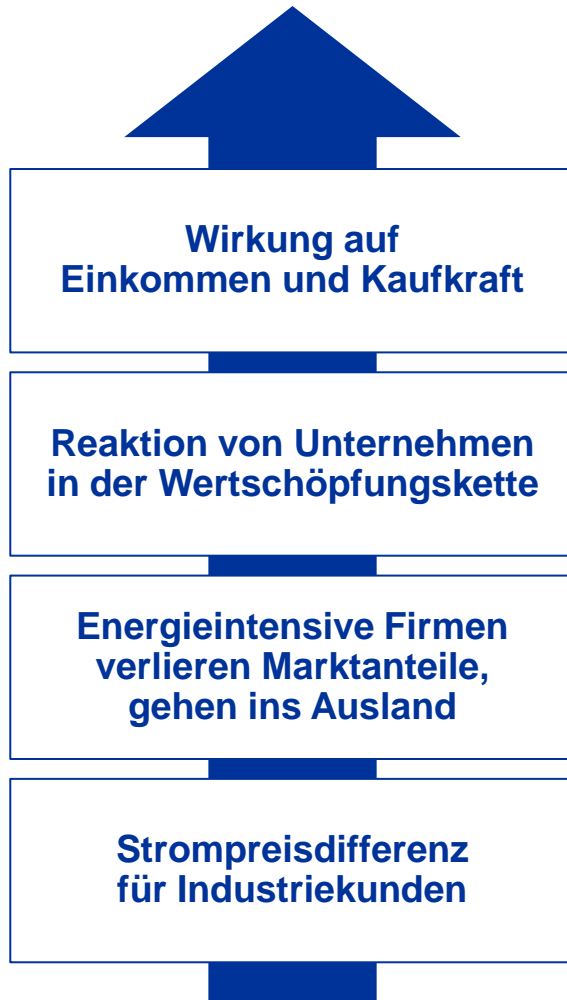 Wirkung auf
Einkommen und Kaufkraft
Reaktion von Unternehmen
in der Wertschöpfungskette
Energieintensive Firmen
verlieren Marktanteile,
gehen ins Ausland
Strompreisdifferenz
für Industriekunden